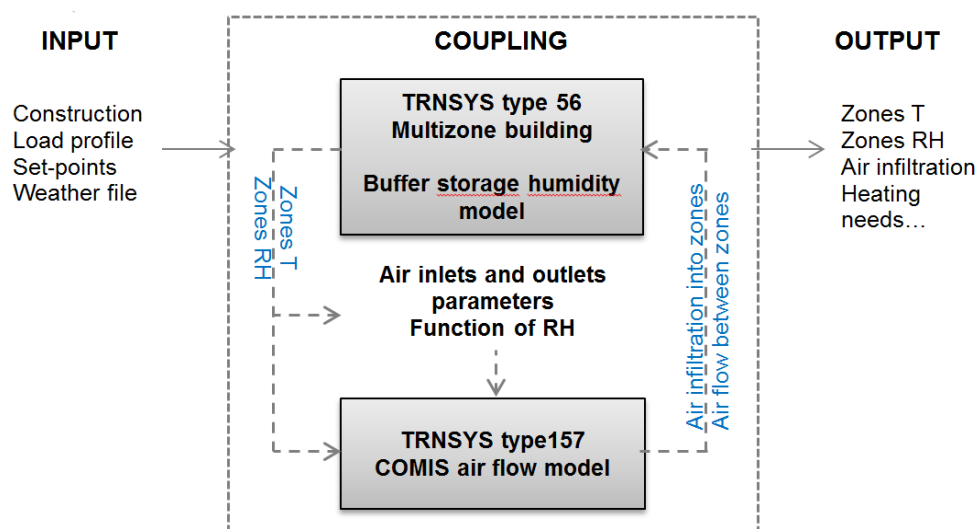 INPUT
Construction
Load profile
Set-points
Weather file
COUPLING
TRNSYS type 56
Multizone building
Buffer storage humidity
model
Zones T
Zones RH
Air inlets and outlets
parameters
Function of RH
TRNSYS type157
COMIS air flow model
Air infiltration into zones
Air flow between zones
OUTPUT
Zones T
Zones RH
Air infiltration
Heating
needs…